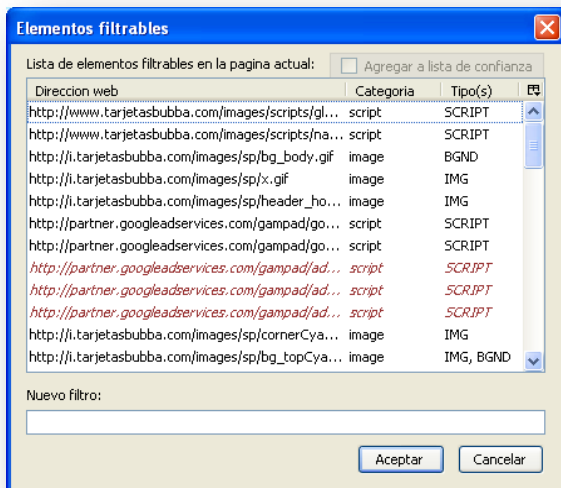 Elementos filtrables
Lista de elementos filtrables en la pagina actual: Agregar a lista de confianza
Direccion web Categoria Tipo(s)
http://www.tarjetasbubba.com/images/scripts/gl... script SCRIPT
http://www.tarjetasbubba.com/images/scripts/na... script SCRIPT
http://i.tarjetasbubba.com/images/sp/bg_body.gif image BGND
http://i.tarjetasbubba.com/images/sp/x.gif image IMG
http://i.tarjetasbubba.com/images/sp/header_ho... image IMG
http://partner.googleadservices.com/gampad/go... script SCRIPT
http://partner.googleadservices.com/gampad/go... script SCRIPT
http://partner.googleadservices.com/gampad/ad... script SCRIPT
http://partner.googleadservices.com/gampad/ad... script SCRIPT
http://partner.googleadservices.com/gampad/ad... script SCRIPT
http://i.tarjetasbubba.com/images/sp/cornerCya... image IMG
http://i.tarjetasbubba.com/images/sp/bg_topCya... image IMG, BGND
Nuevo filtro:
Aceptar Cancelar